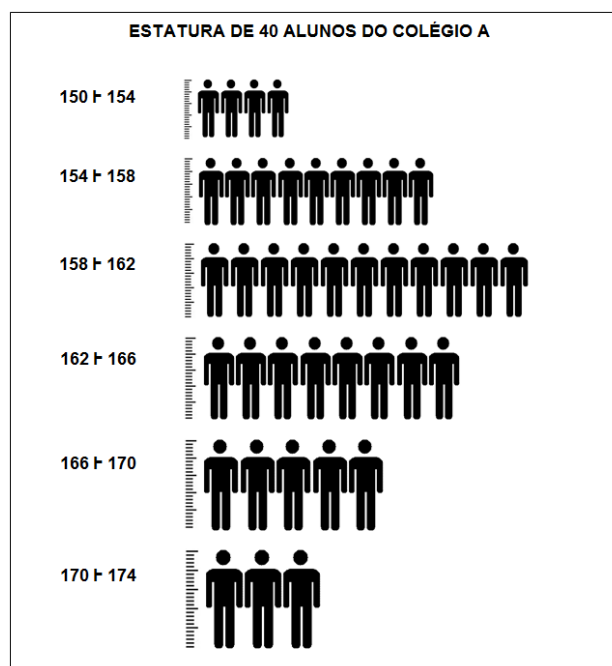 ESTATURA DE 40 ALUNOS DO COLÉGIO A
150 Ⱶ 154
154 Ⱶ 158
158 Ⱶ 162
162 Ⱶ 166
166 Ⱶ 170
170 Ⱶ 174